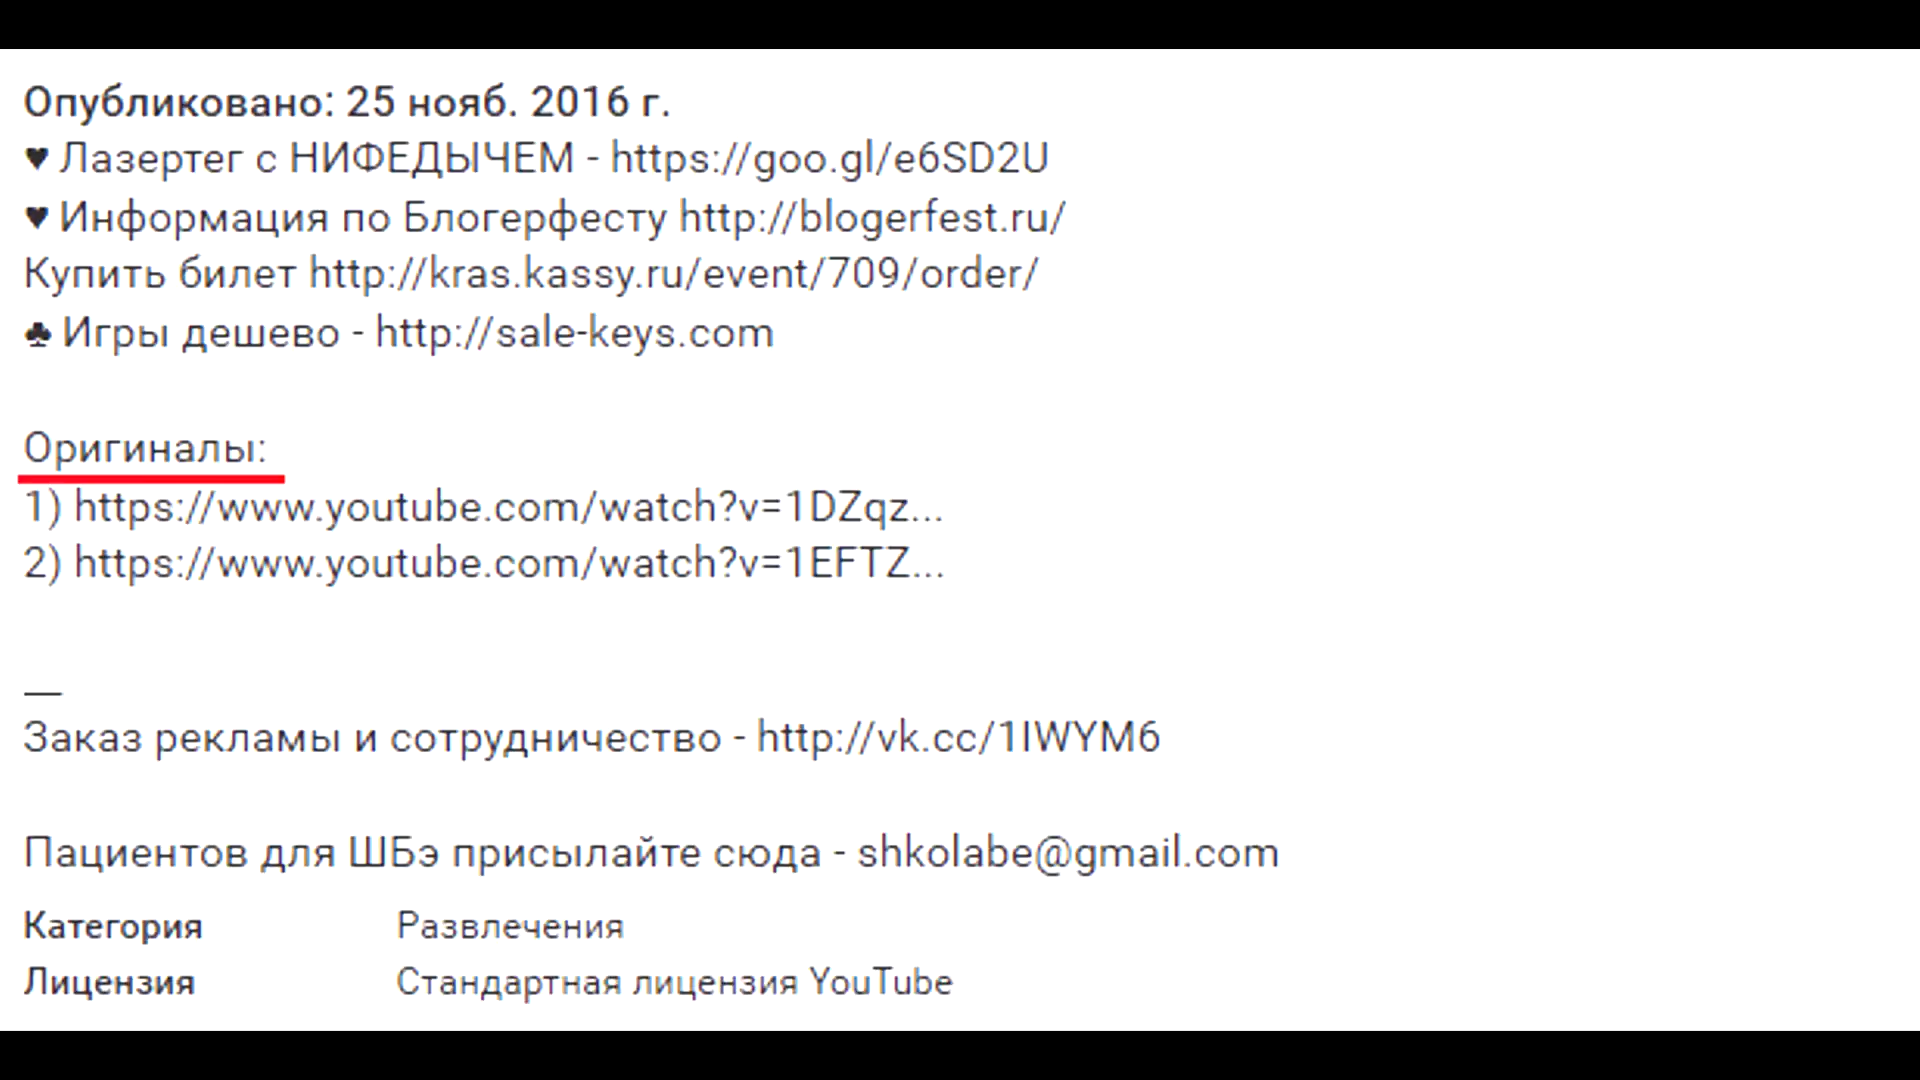 Опубликовано: 25 нояб. 2016 г.
♥ Лазертег с НИФЕДЫЧЕМ - https://goo.gl/e6SD2U
♥ Информация по Блогерфесту http://blogerfest.ru/
Купить билет http://kras.kassy.ru/event/709/order/
♣ Игры дешево - http://sale-keys.com
Оригиналы:
1) https://www.youtube.com/watch?v=1DZqz...
2) https://www.youtube.com/watch?v=1EFTZ...
__
Заказ рекламы и сотрудничество - http://vk.cc/1IWYM6
Пациентов для ШБэ присылайте сюда - shkolabe@gmail.com
Категория Развлечения
Лицензия Стандартная лицензия YouTube